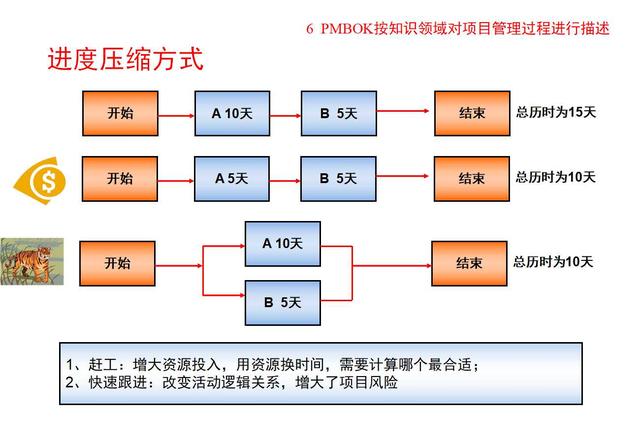 6 PMBOK按知识领域对项目管理过程进行描述
进度压缩方式
开始 A 10天 B 5天 结束 总历时为15天
$
开始 A 5天 B 5天 结束 总历时为10天
A 10天
开始 结束 总历时为10天
B 5天
1、赶工：增大资源投入，用资源换时间，需要计算哪个最合适；
2、快速跟进：改变活动逻辑关系，增大了项目风险